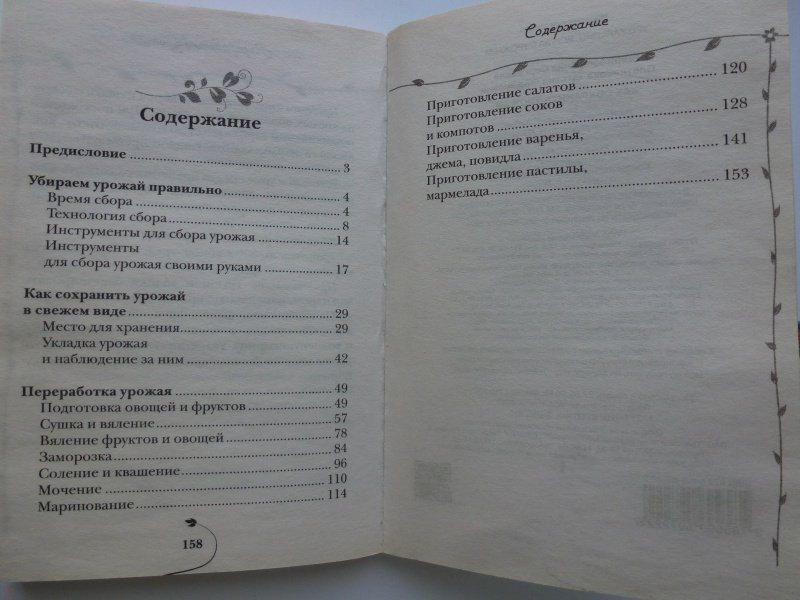 Содержание
Предисловие 3
Убираем урожай правильно 4
Время сбора 4
Технология сбора 8
Инструменты для сбора урожая 14
Инструменты
для сбора урожая своими руками 17
Как сохранить урожай
в свежем виде 29
Место для хранения 29
Укладка урожая
и наблюдение за ним 42
Переработка урожая 49
Подготовка овощей и фруктов 49
Сушка и вяление 57
Вяление фруктов и овощей 78
Заморозка 84
Соление и квашение 96
Мочение 110
Маринование 114
158
Содержание
Приготовление салатов 120
Приготовление соков
и компотов 128
Приготовление варенья,
джема, повидла 141
Приготовление пастилы,
мармелада 153